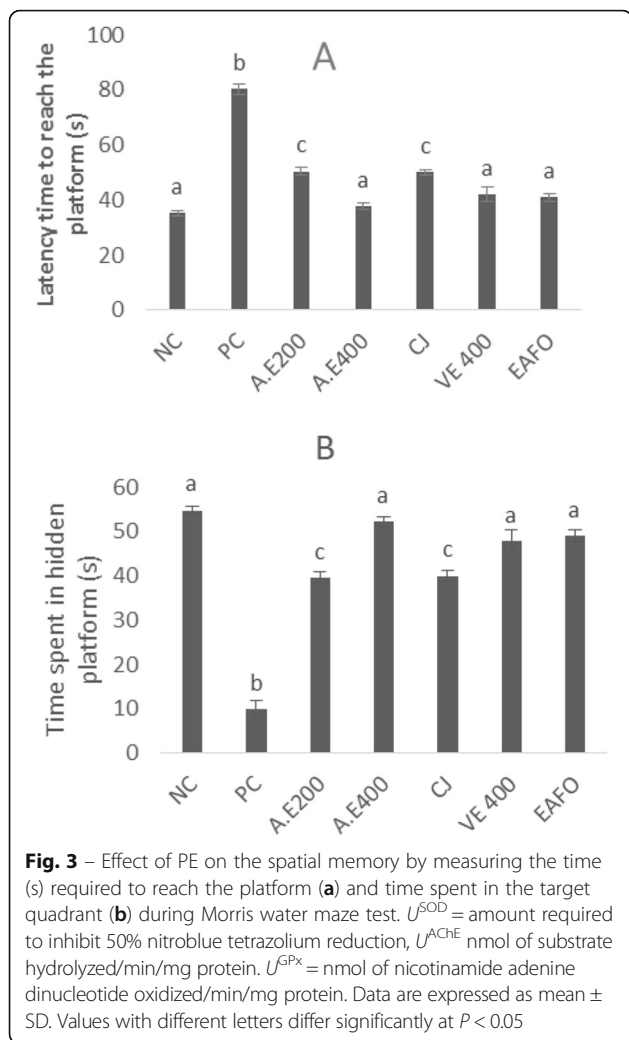 A
Latency time to reach the
platform (s)
100
80
60
40
20
0
a
b
c
a
c
a
a
NC
PC
A.E200
A.E400
CJ
VE 400
EAFO
B
Time spent in hidden
platform (s)
60
50
40
30
20
10
0
a
b
c
a
c
a
a
NC
PC
A.E200
A.E400
CJ
VE 400
EAFO
Fig. 3 – Effect of PE on the spatial memory by measuring the time
(s) required to reach the platform (a) and time spent in the target
quadrant (b) during Morris water maze test. U^SOD = amount required
to inhibit 50% nitroblue tetrazolium reduction, U^AChE nmol of substrate
hydrolyzed/min/mg protein. U^GPx = nmol of nicotinamide adenine
dinucleotide oxidized/min/mg protein. Data are expressed as mean ±
SD. Values with different letters differ significantly at P < 0.05